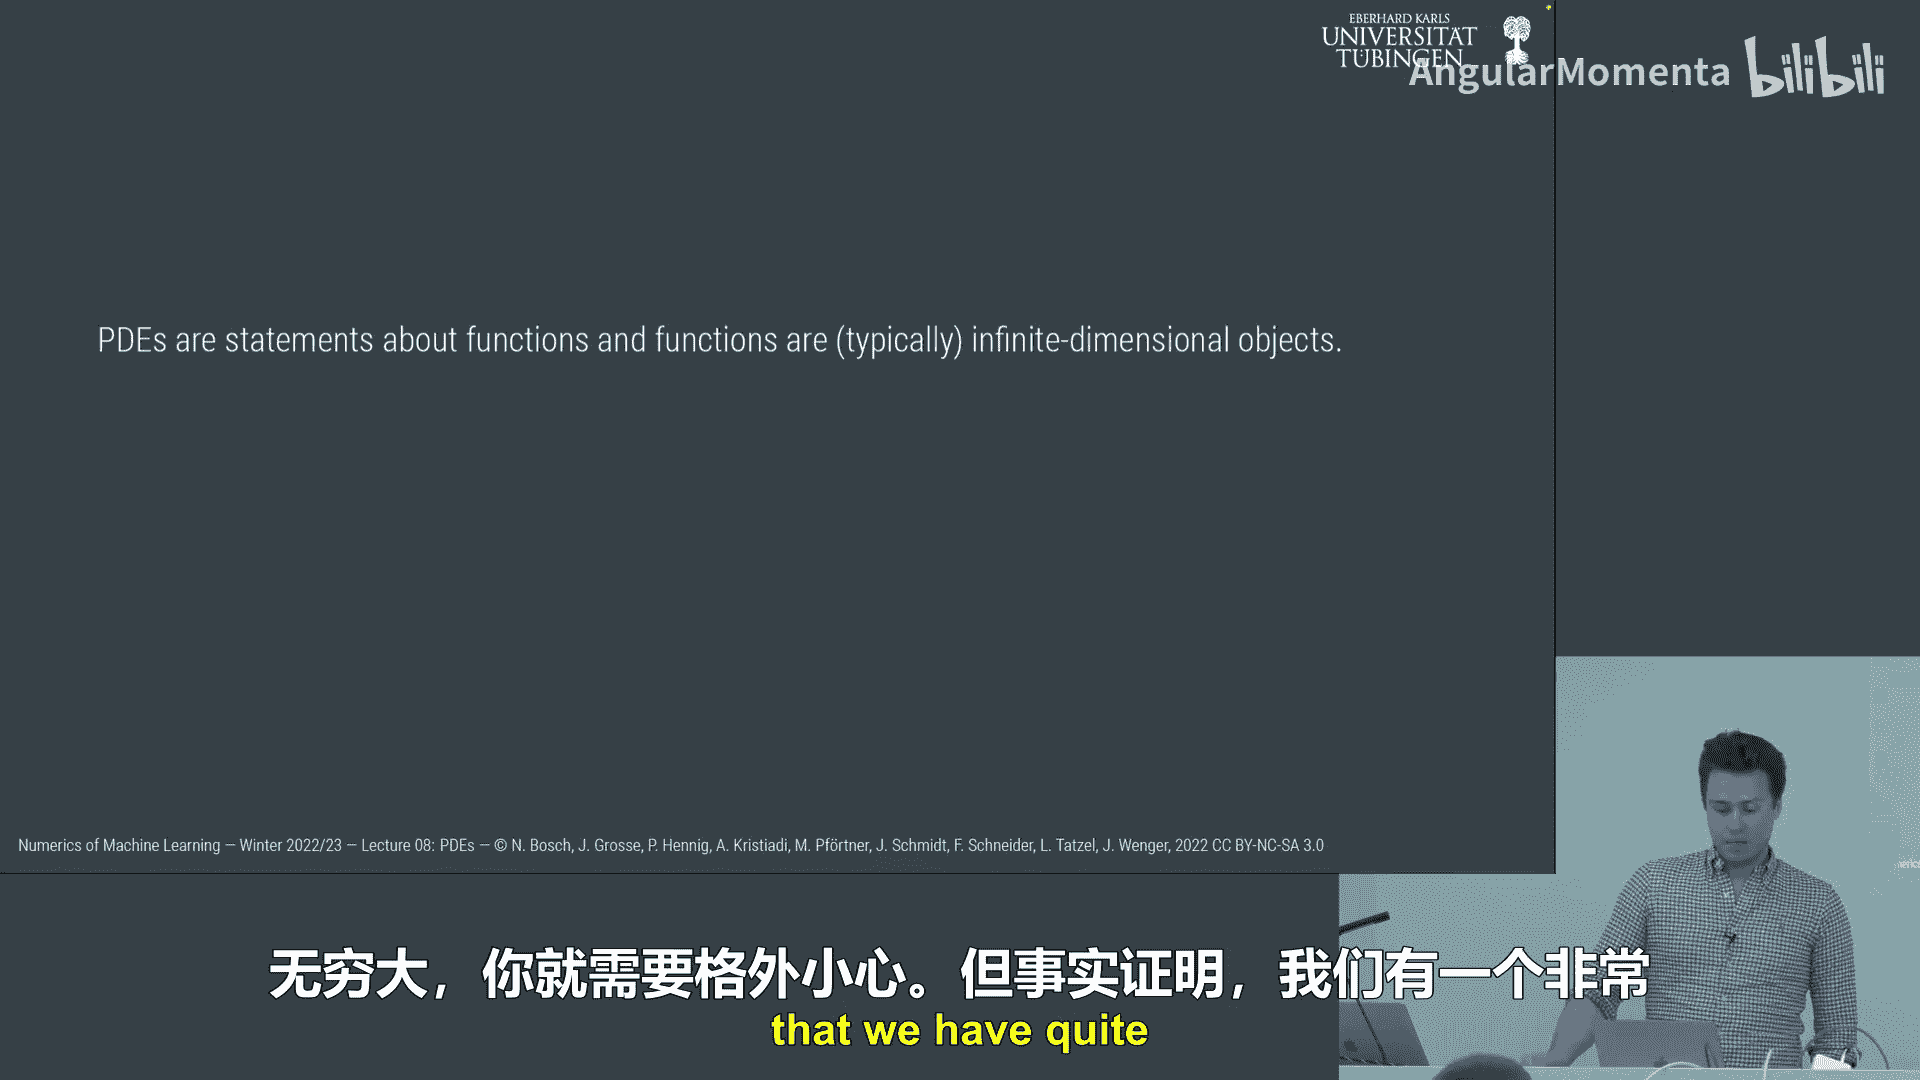 EBERHARD KARLS
UNIVERSITÄT
TÜBINGEN
AngularMomenta bilibili
PDEs are statements about functions and functions are (typically) infinite-dimensional objects.
Numerics of Machine Learning — Winter 2022/23 — Lecture 08: PDEs — © N. Bosch, J. Grosse, P. Hennig, A. Kristiadi, M. Pförtner, J. Schmidt, F. Schneider, L. Tatzel, J. Wenger, 2022 CC BY-NC-SA 3.0
无穷大，你就需要格外小心。但事实证明，我们有一个非常
that we have quite